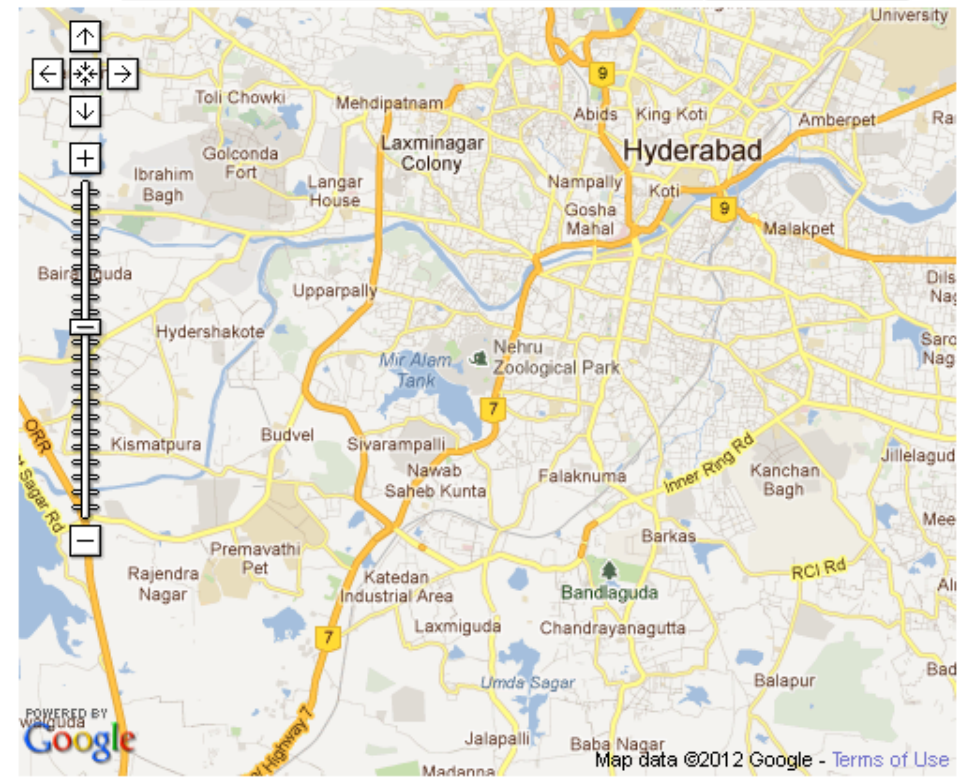 University
9
Toli Chowki
Mehdipatnam
Abids
King Koti
Amberpet
Laxminagar
Colony
Hyderabad
Golconda
Fort
Ibrahim
Bagh
Langar
House
Nampally
Koti
Gosha
Mahal
9
Malakpet
Upparpally
Hydershakote
Mir Alam
Tank
Nehru
Zoological Park
7
ORR
Kismatpura
Budvel
Sivarampalli
Nawab
Saheb Kunta
Falaknuma
Inner Ring Rd
Kanchan
Bagh
Jillelagud
Sagar Rd
Barkas
Premavathi
Pet
RCI Rd
Rajendra
Nagar
Katedan
Industrial Area
Bandlaguda
Laxmiguda
Chandrayanagutta
7
Umda Sagar
Balapur
Highway 7
Jalapalli
Baba Nagar
Madanna
POWERED BY
Google
Map data ©2012 Google - Terms of Use